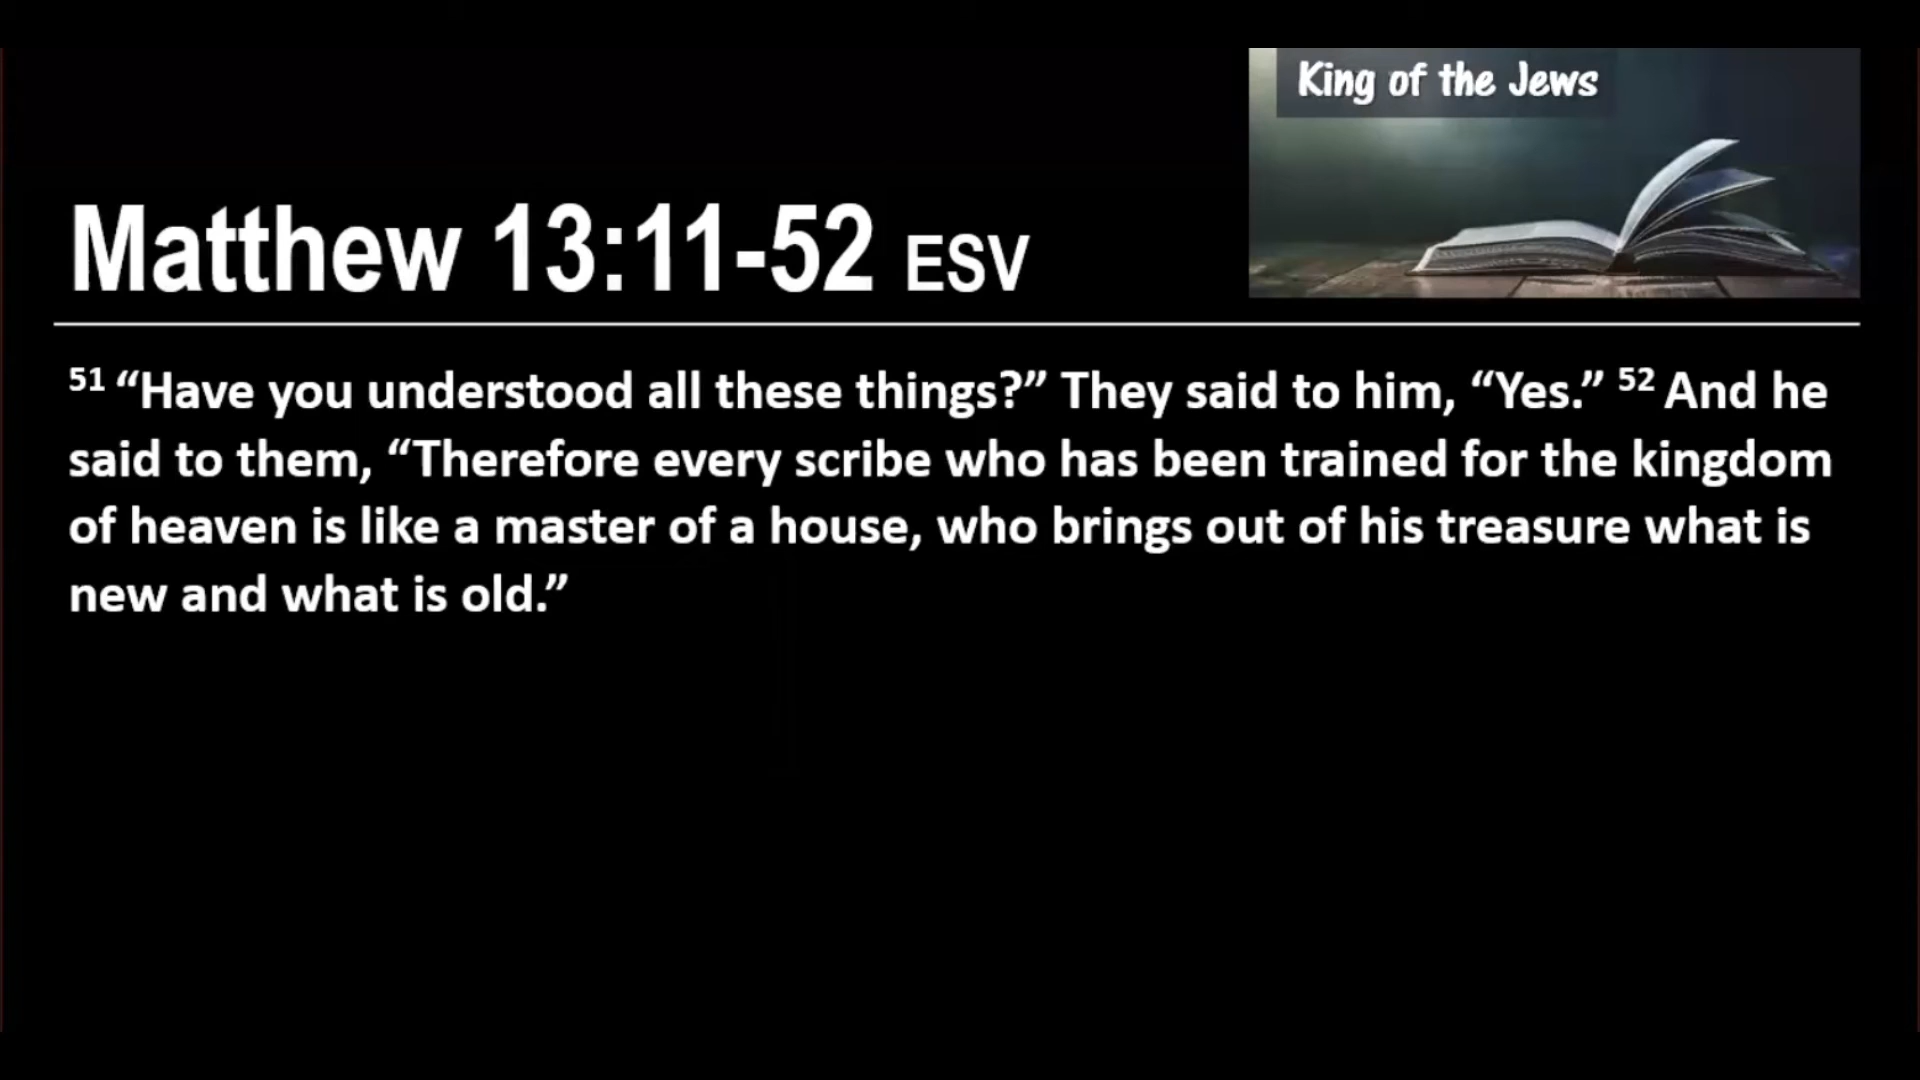 King of the Jews
Matthew 13:11-52 ESV
51 “Have you understood all these things?” They said to him, “Yes.” 52 And he
said to them, “Therefore every scribe who has been trained for the kingdom
of heaven is like a master of a house, who brings out of his treasure what is
new and what is old.”